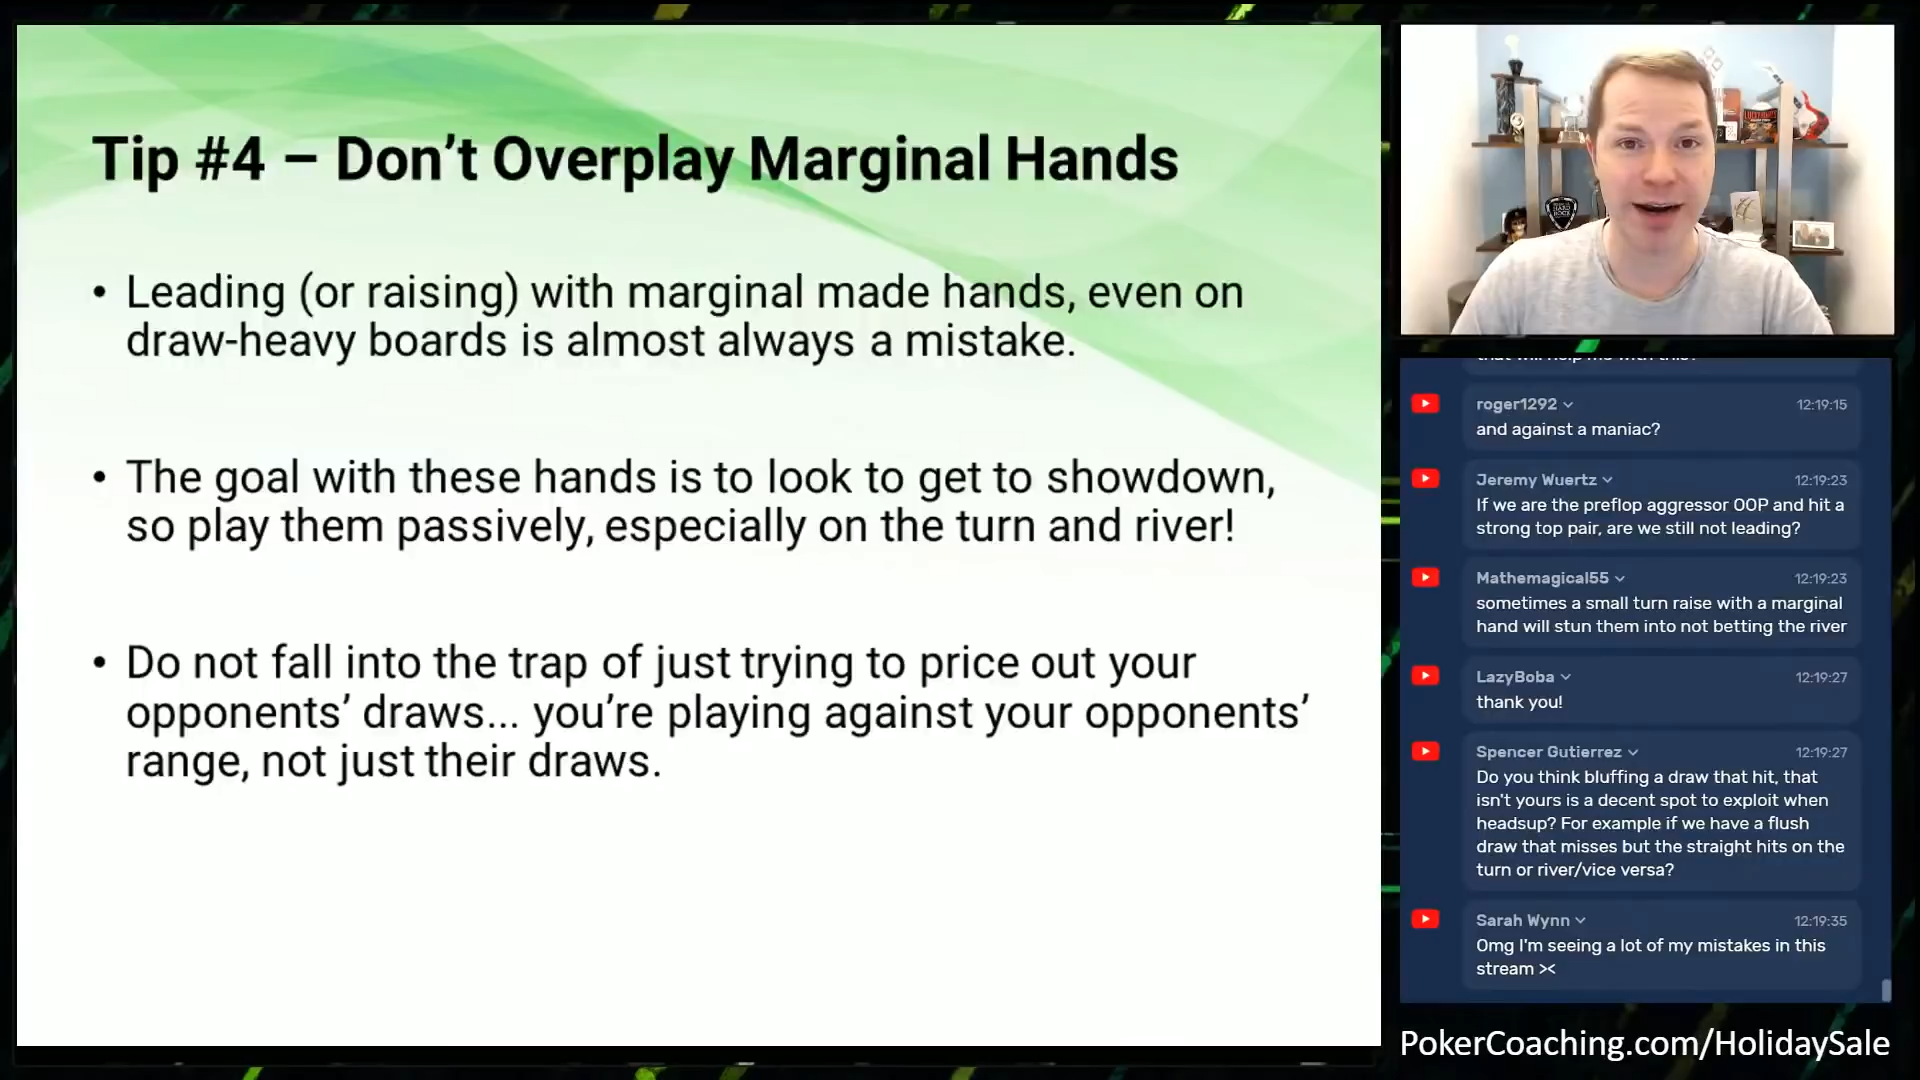 Tip #4 – Don’t Overplay Marginal Hands
• Leading (or raising) with marginal made hands, even on
draw-heavy boards is almost always a mistake.
• The goal with these hands is to look to get to showdown,
so play them passively, especially on the turn and river!
• Do not fall into the trap of just trying to price out your
opponents’ draws... you’re playing against your opponents’
range, not just their draws.
that will help me with this?
roger1292 12:19:15
and against a maniac?
Jeremy Wuertz 12:19:23
If we are the preflop aggressor OOP and hit a
strong top pair, are we still not leading?
Mathemagical55 12:19:23
sometimes a small turn raise with a marginal
hand will stun them into not betting the river
LazyBoba 12:19:27
thank you!
Spencer Gutierrez 12:19:27
Do you think bluffing a draw that hit, that
isn't yours is a decent spot to exploit when
headsup? For example if we have a flush
draw that misses but the straight hits on the
turn or river/vice versa?
Sarah Wynn 12:19:35
Omg I'm seeing a lot of my mistakes in this
stream ><
PokerCoaching.com/HolidaySale